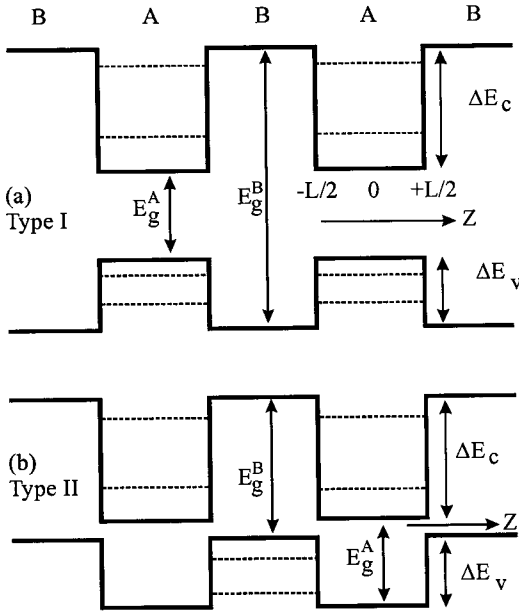 B A B A B
ΔE_c
-L/2 0 +L/2
(a)
Type I
E_g^A
E_g^B
Z
ΔE_v
(b)
Type II
E_g^B
ΔE_c
Z
E_g^A
ΔE_v